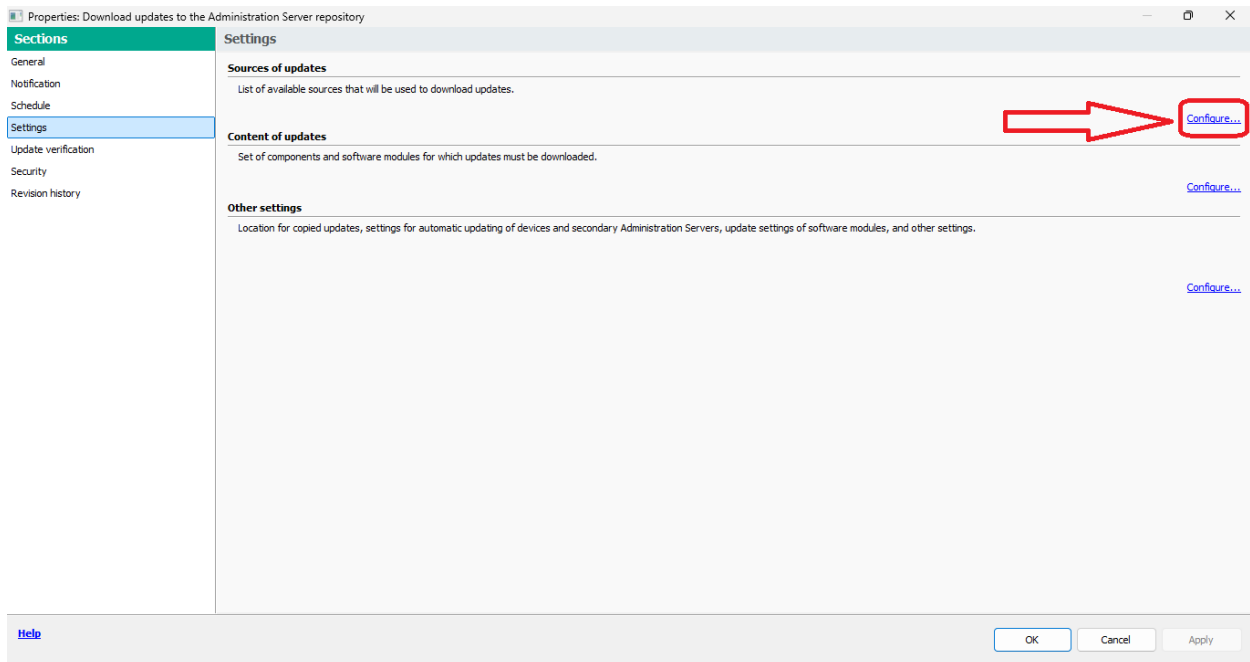 Properties: Download updates to the Administration Server repository
Sections
Settings
General
Notification
Schedule
Settings
Update verification
Security
Revision history
Sources of updates
List of available sources that will be used to download updates.
Configure...
Content of updates
Set of components and software modules for which updates must be downloaded.
Configure...
Other settings
Location for copied updates, settings for automatic updating of devices and secondary Administration Servers, update settings of software modules, and other settings.
Configure...
Help
OK
Cancel
Apply